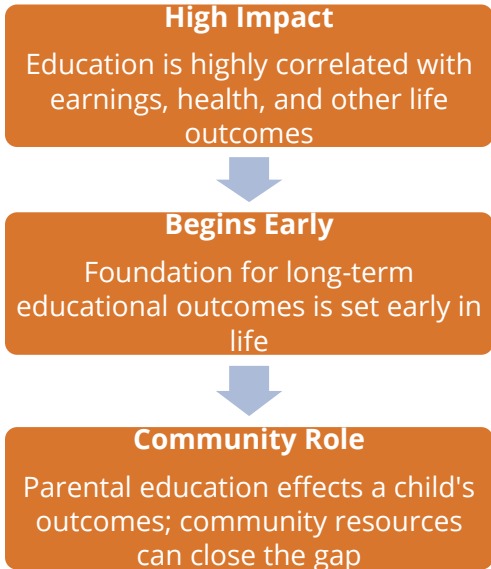 High Impact
Education is highly correlated with
earnings, health, and other life
outcomes
Begins Early
Foundation for long-term
educational outcomes is set early in
life
Community Role
Parental education effects a child's
outcomes; community resources
can close the gap